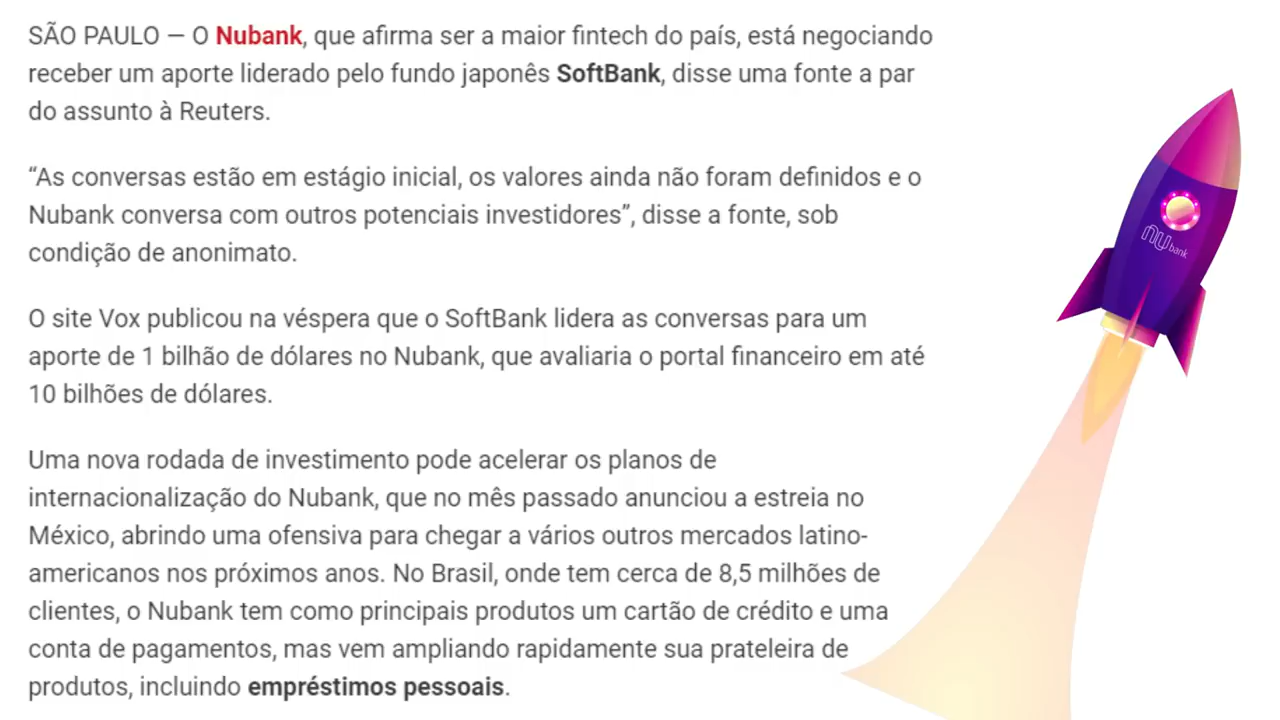 SÃO PAULO — O Nubank, que afirma ser a maior fintech do país, está negociando
receber um aporte liderado pelo fundo japonês SoftBank, disse uma fonte a par
do assunto à Reuters.
“As conversas estão em estágio inicial, os valores ainda não foram definidos e o
Nubank conversa com outros potenciais investidores”, disse a fonte, sob
condição de anonimato.
O site Vox publicou na véspera que o SoftBank lidera as conversas para um
aporte de 1 bilhão de dólares no Nubank, que avaliaria o portal financeiro em até
10 bilhões de dólares.
Uma nova rodada de investimento pode acelerar os planos de
internacionalização do Nubank, que no mês passado anunciou a estreia no
México, abrindo uma ofensiva para chegar a vários outros mercados latino-
americanos nos próximos anos. No Brasil, onde tem cerca de 8,5 milhões de
clientes, o Nubank tem como principais produtos um cartão de crédito e uma
conta de pagamentos, mas vem ampliando rapidamente sua prateleira de
produtos, incluindo empréstimos pessoais.
nu bank